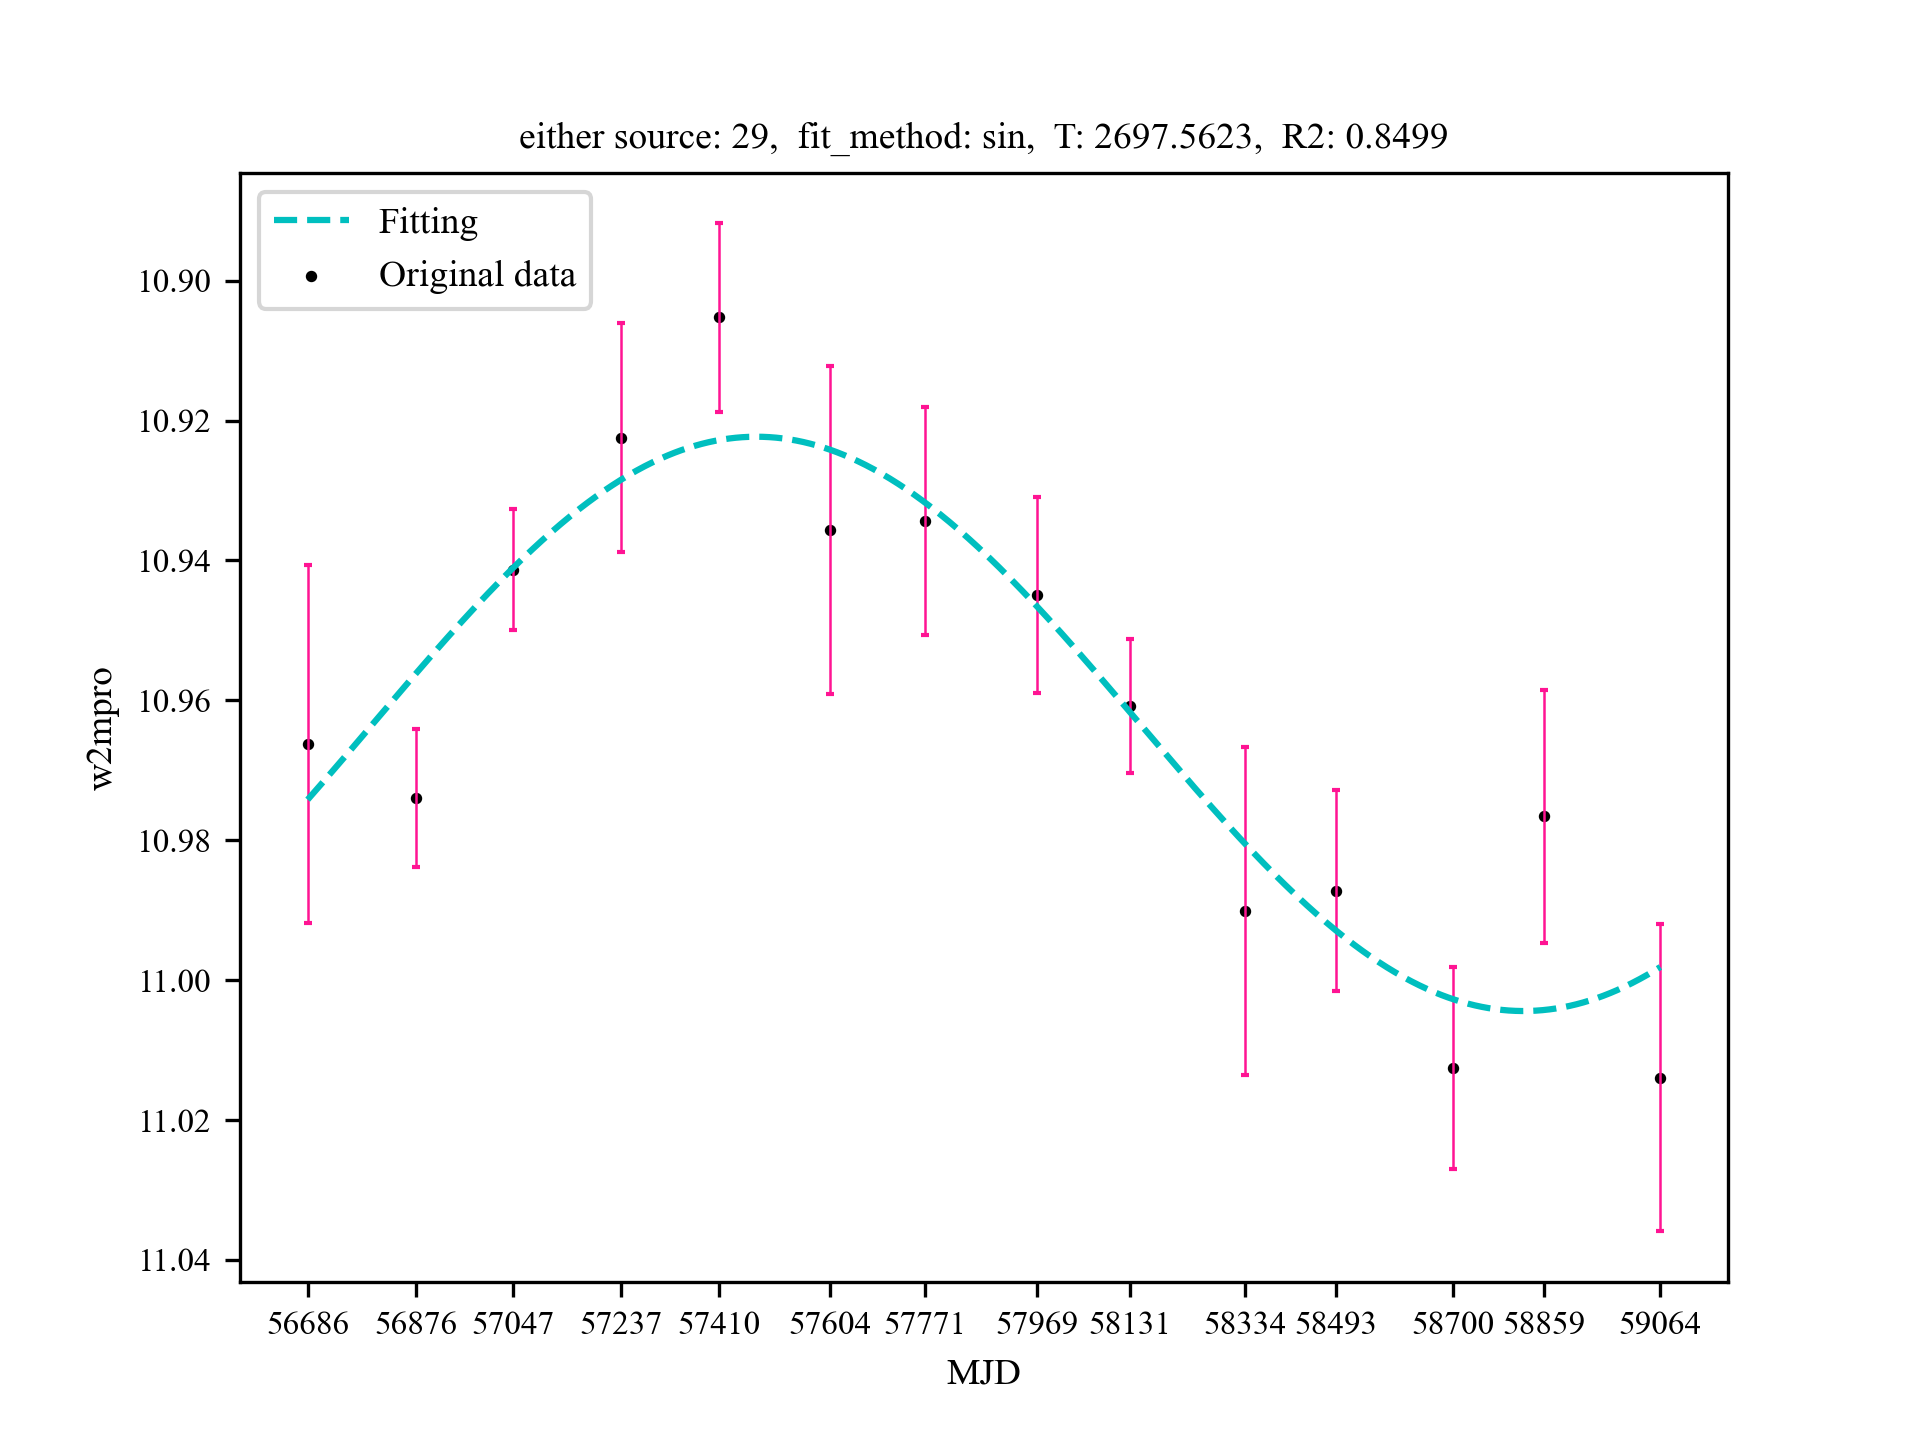 either source: 29,  fit_method: sin,  T: 2697.5623,  R2: 0.8499
Fitting
Original data
10.90
10.92
10.94
10.96
10.98
11.00
11.02
11.04
w2mpro
56686 56876 57047 57237 57410 57604 57771 57969 58131 58334 58493 58700 58859 59064
MJD